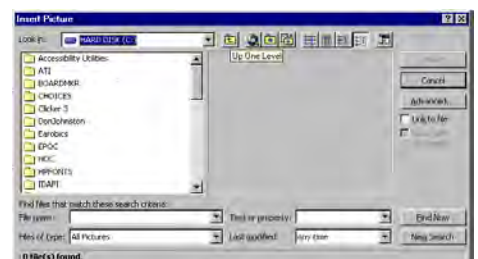 Insert Picture
Look in: HARD DISK (C:)
Up One Level
Accessibility Utilities
ATI
BOARDMKR
CHOICES
Clicker 3
DonJohnston
Earobics
EPOC
HPFONTS
IDAPI
Cancel
Advanced...
Link to file
Find files that match these search criteria:
File name:
Text or property:
Find Now
Files of type: All Pictures
Last modified: any time
New Search
0 file(s) found.